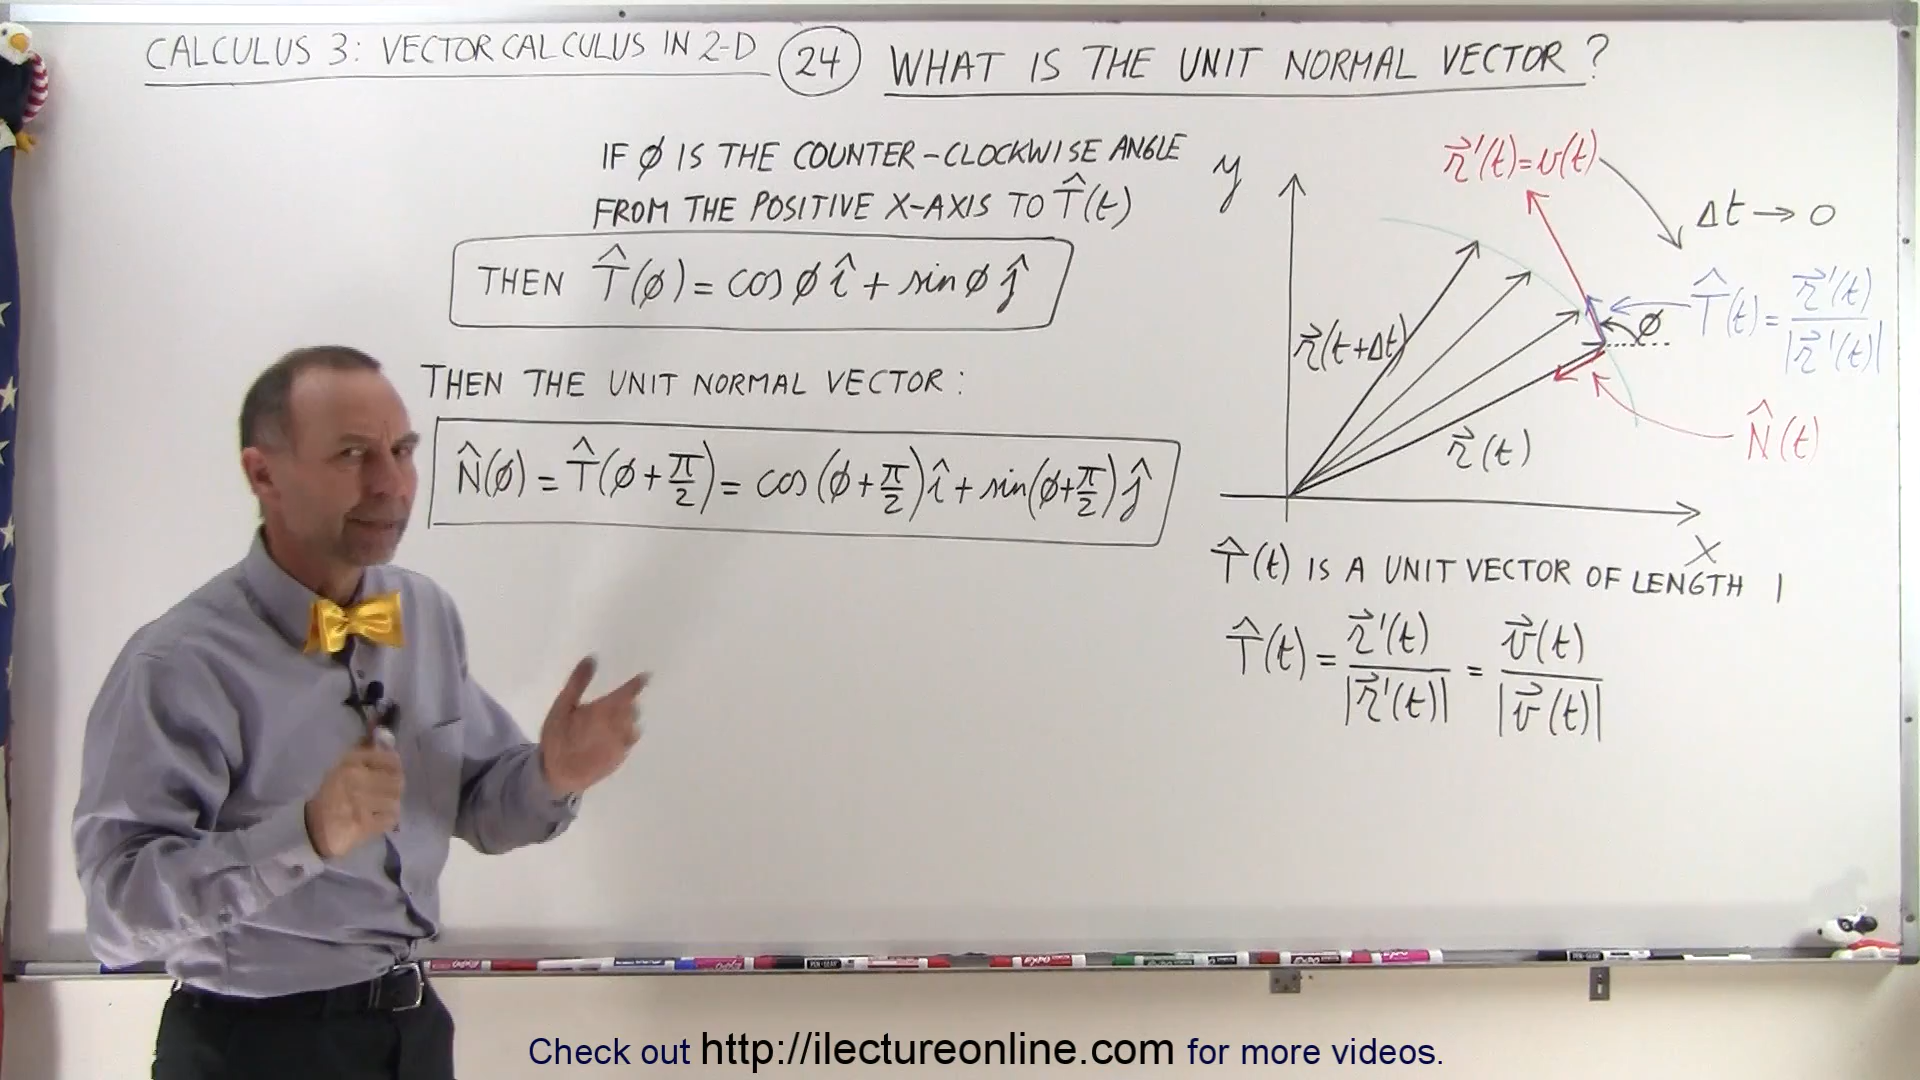 CALCULUS 3: VECTOR CALCULUS IN 2-D 24 WHAT IS THE UNIT NORMAL VECTOR?
IF ϕ IS THE COUNTER-CLOCKWISE ANGLE
FROM THE POSITIVE X-AXIS TO T̂(t)
THEN T̂(ϕ) = cos ϕ î + sin ϕ ĵ
THEN THE UNIT NORMAL VECTOR:
N̂(ϕ) = T̂(ϕ + π/2) = cos(ϕ + π/2) î + sin(ϕ + π/2) ĵ
y
r⃗'(t) = v(t)
Δt → 0
T̂(t) = r⃗'(t) / |r⃗'(t)|
ϕ
r⃗(t+Δt)
r⃗(t)
N̂(t)
X
T̂(t) IS A UNIT VECTOR OF LENGTH 1
T̂(t) = r⃗'(t) / |r⃗'(t)| = v⃗(t) / |v⃗(t)|
Check out http://ilectureonline.com for more videos.